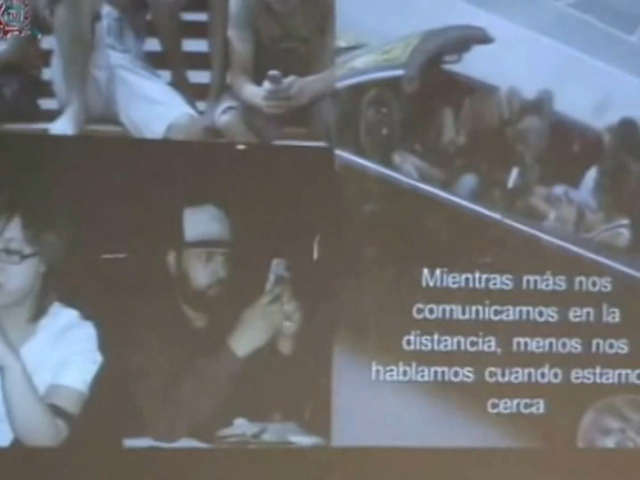 Mientras más nos
comunicamos en la
distancia, menos nos
hablamos cuando estamo
cerca